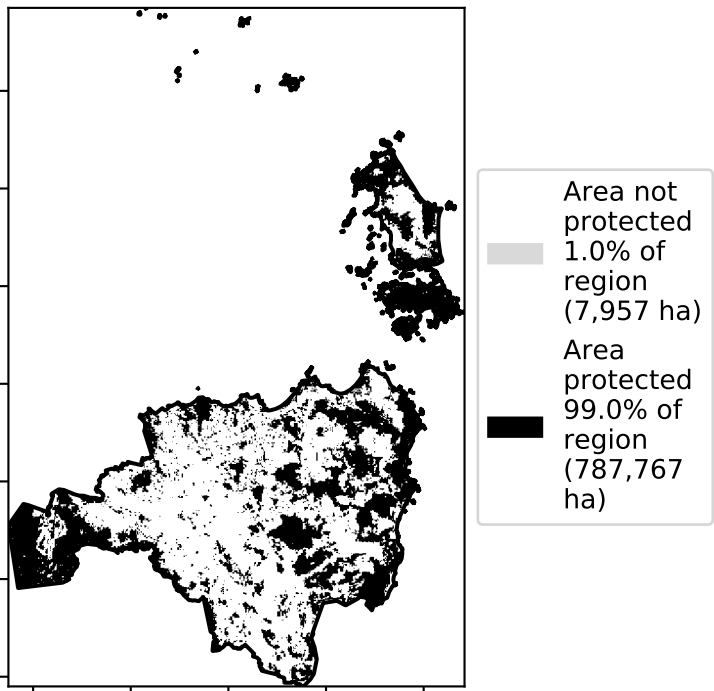 Area not
protected
1.0% of
region
(7,957 ha)
Area
protected
99.0% of
region
(787,767
ha)